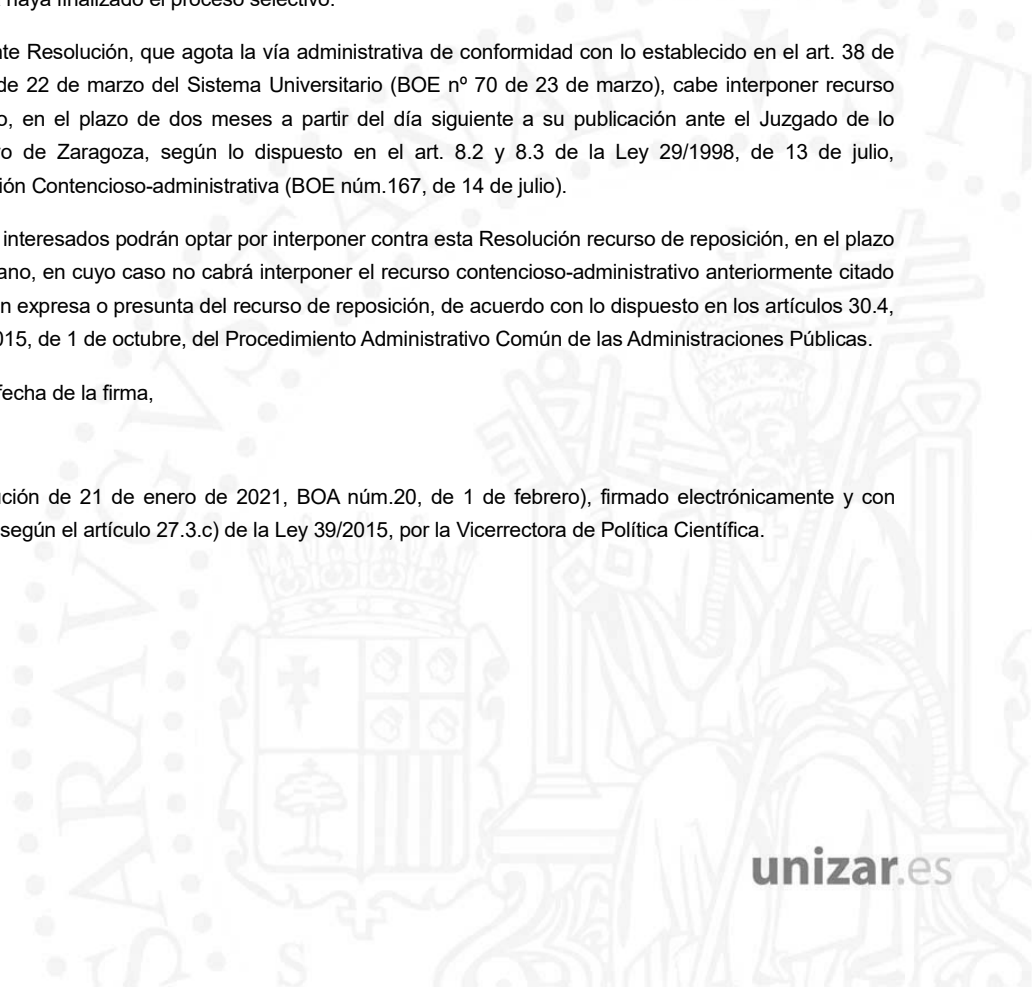 haya finalizado el proceso selectivo.
nte Resolución, que agota la vía administrativa de conformidad con lo establecido en el art. 38 de
de 22 de marzo del Sistema Universitario (BOE nº 70 de 23 de marzo), cabe interponer recurso
o, en el plazo de dos meses a partir del día siguiente a su publicación ante el Juzgado de lo
vo de Zaragoza, según lo dispuesto en el art. 8.2 y 8.3 de la Ley 29/1998, de 13 de julio,
ión Contencioso-administrativa (BOE núm.167, de 14 de julio).
interesados podrán optar por interponer contra esta Resolución recurso de reposición, en el plazo
ano, en cuyo caso no cabrá interponer el recurso contencioso-administrativo anteriormente citado
n expresa o presunta del recurso de reposición, de acuerdo con lo dispuesto en los artículos 30.4,
015, de 1 de octubre, del Procedimiento Administrativo Común de las Administraciones Públicas.
fecha de la firma,
ución de 21 de enero de 2021, BOA núm.20, de 1 de febrero), firmado electrónicamente y con
según el artículo 27.3.c) de la Ley 39/2015, por la Vicerrectora de Política Científica.
unizar.es